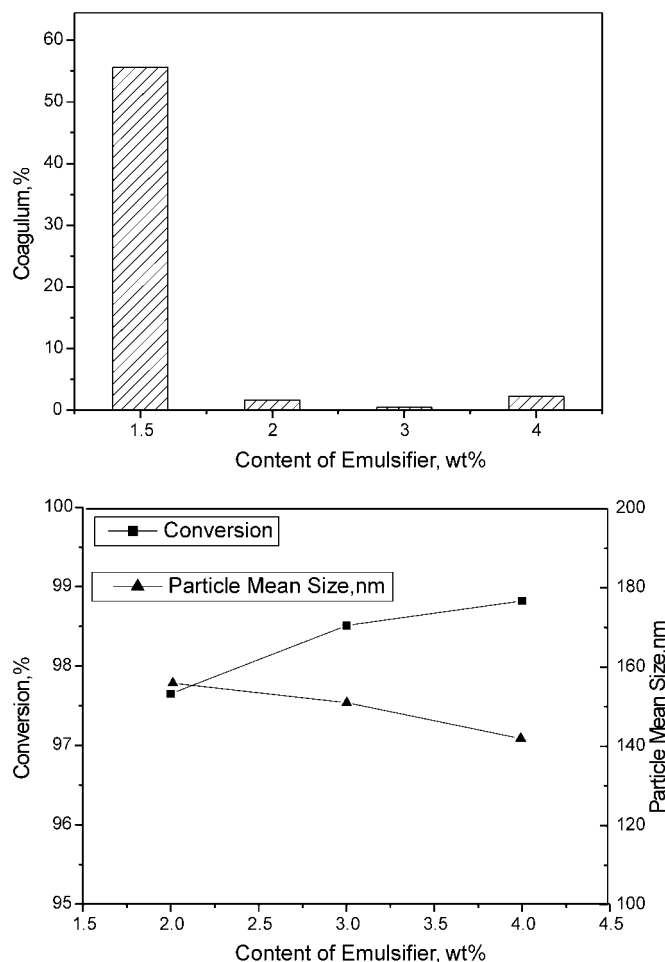 Coagulum,%
60
50
40
30
20
10
0
1.5 2 3 4
Content of Emulsifier, wt%
Conversion,%
100
99
98
97
96
95
Conversion
Particle Mean Size,nm
200
180
160
140
120
100
Particle Mean Size,nm
1.5 2.0 2.5 3.0 3.5 4.0 4.5
Content of Emulsifier, wt%